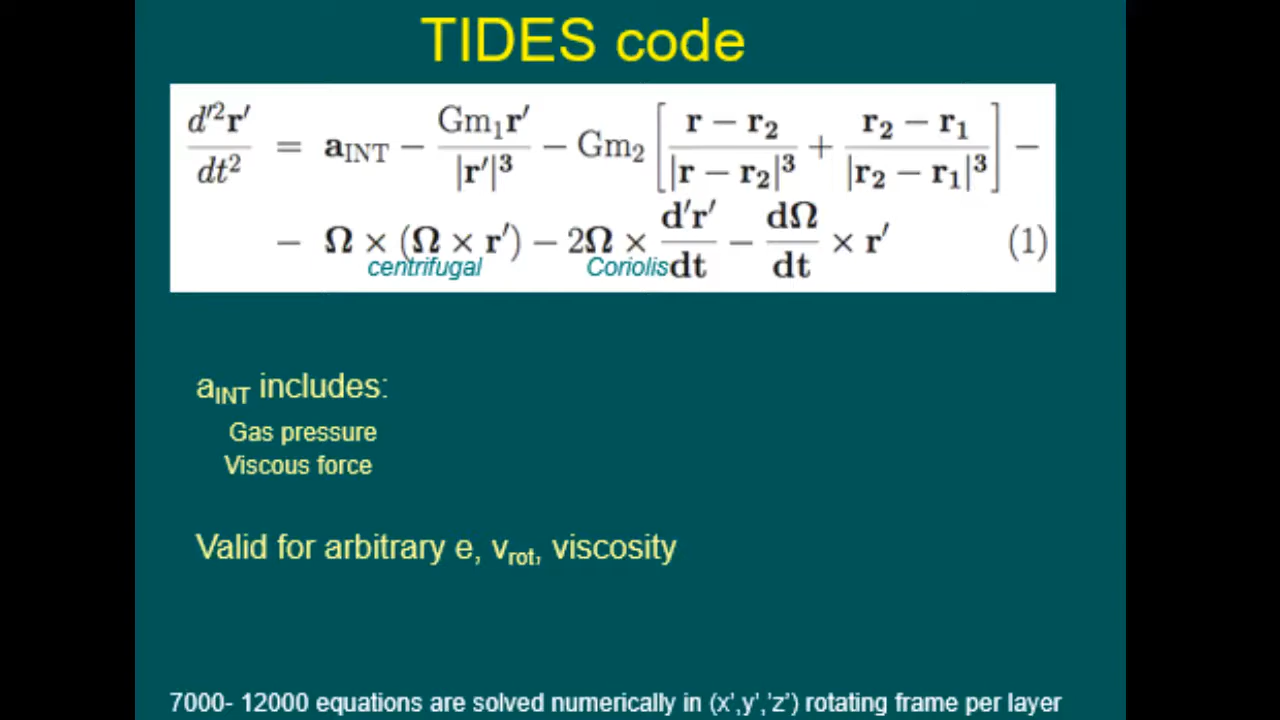 TIDES code
d′²r′/dt² = a_INT − Gm₁r′/|r′|³ − Gm₂ [ r − r₂/|r − r₂|³ + r₂ − r₁/|r₂ − r₁|³ ] −
− Ω × (Ω × r′) − 2Ω × d′r′/dt − dΩ/dt × r′ (1)
centrifugal Coriolis
a_INT includes:
Gas pressure
Viscous force
Valid for arbitrary e, v_rot, viscosity
7000- 12000 equations are solved numerically in (x',y','z') rotating frame per layer